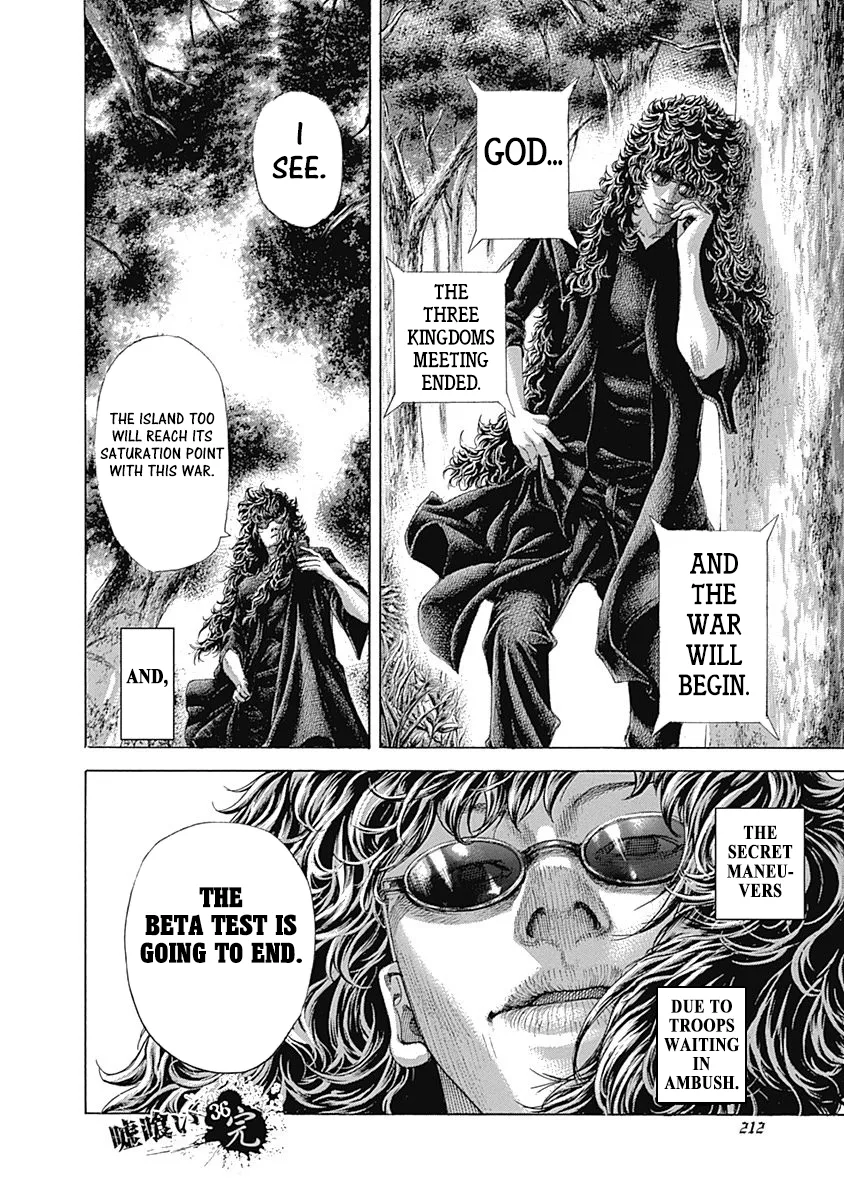 GOD...
THE
THREE
KINGDOMS
MEETING
ENDED.
AND
THE
WAR
WILL
BEGIN.
I
SEE.
THE ISLAND TOO
WILL REACH ITS
SATURATION POINT
WITH THIS WAR.
AND,
THE
SECRET
MANEU-
VERS
DUE TO
TROOPS
WAITING
IN
AMBUSH.
THE
BETA TEST IS
GOING TO END.
嘘喰い 36 完
212